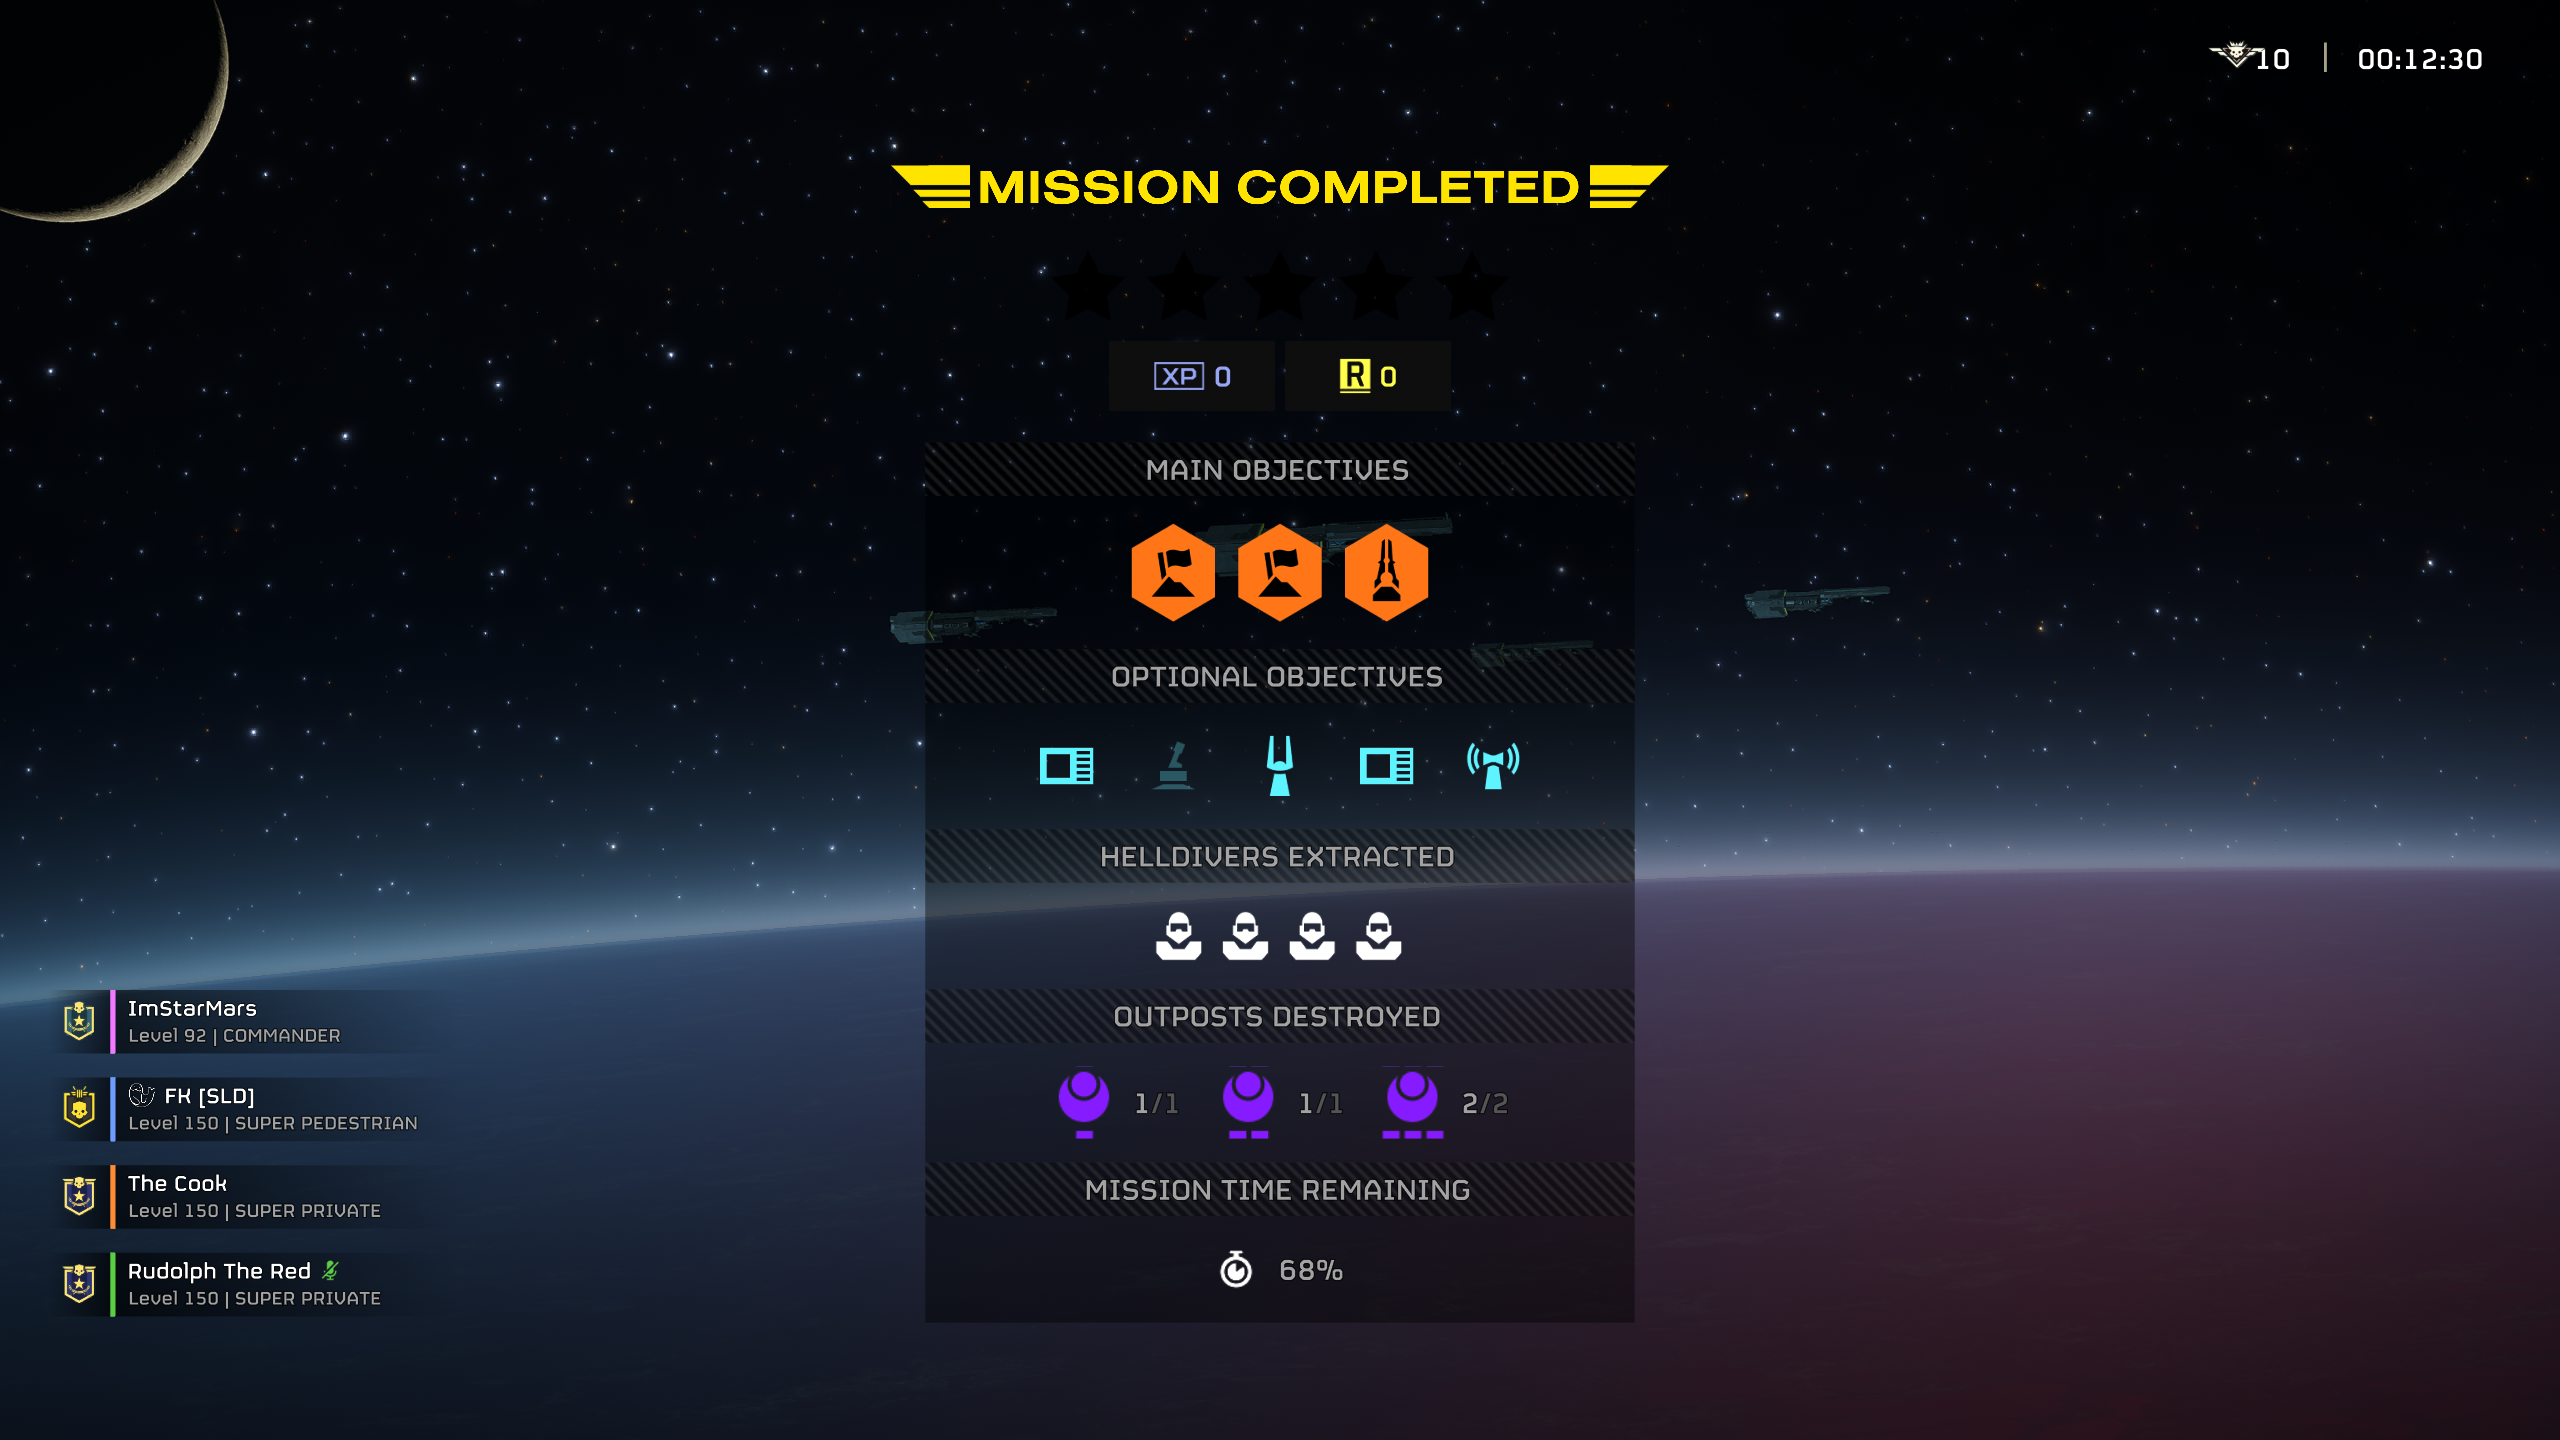 10 | 00:12:30
MISSION COMPLETED
XP 0
R 0
MAIN OBJECTIVES
OPTIONAL OBJECTIVES
HELLDIVERS EXTRACTED
OUTPOSTS DESTROYED
1/1 1/1 2/2
MISSION TIME REMAINING
68%
ImStarMars
Level 92 | COMMANDER
FK [SLD]
Level 150 | SUPER PEDESTRIAN
The Cook
Level 150 | SUPER PRIVATE
Rudolph The Red
Level 150 | SUPER PRIVATE